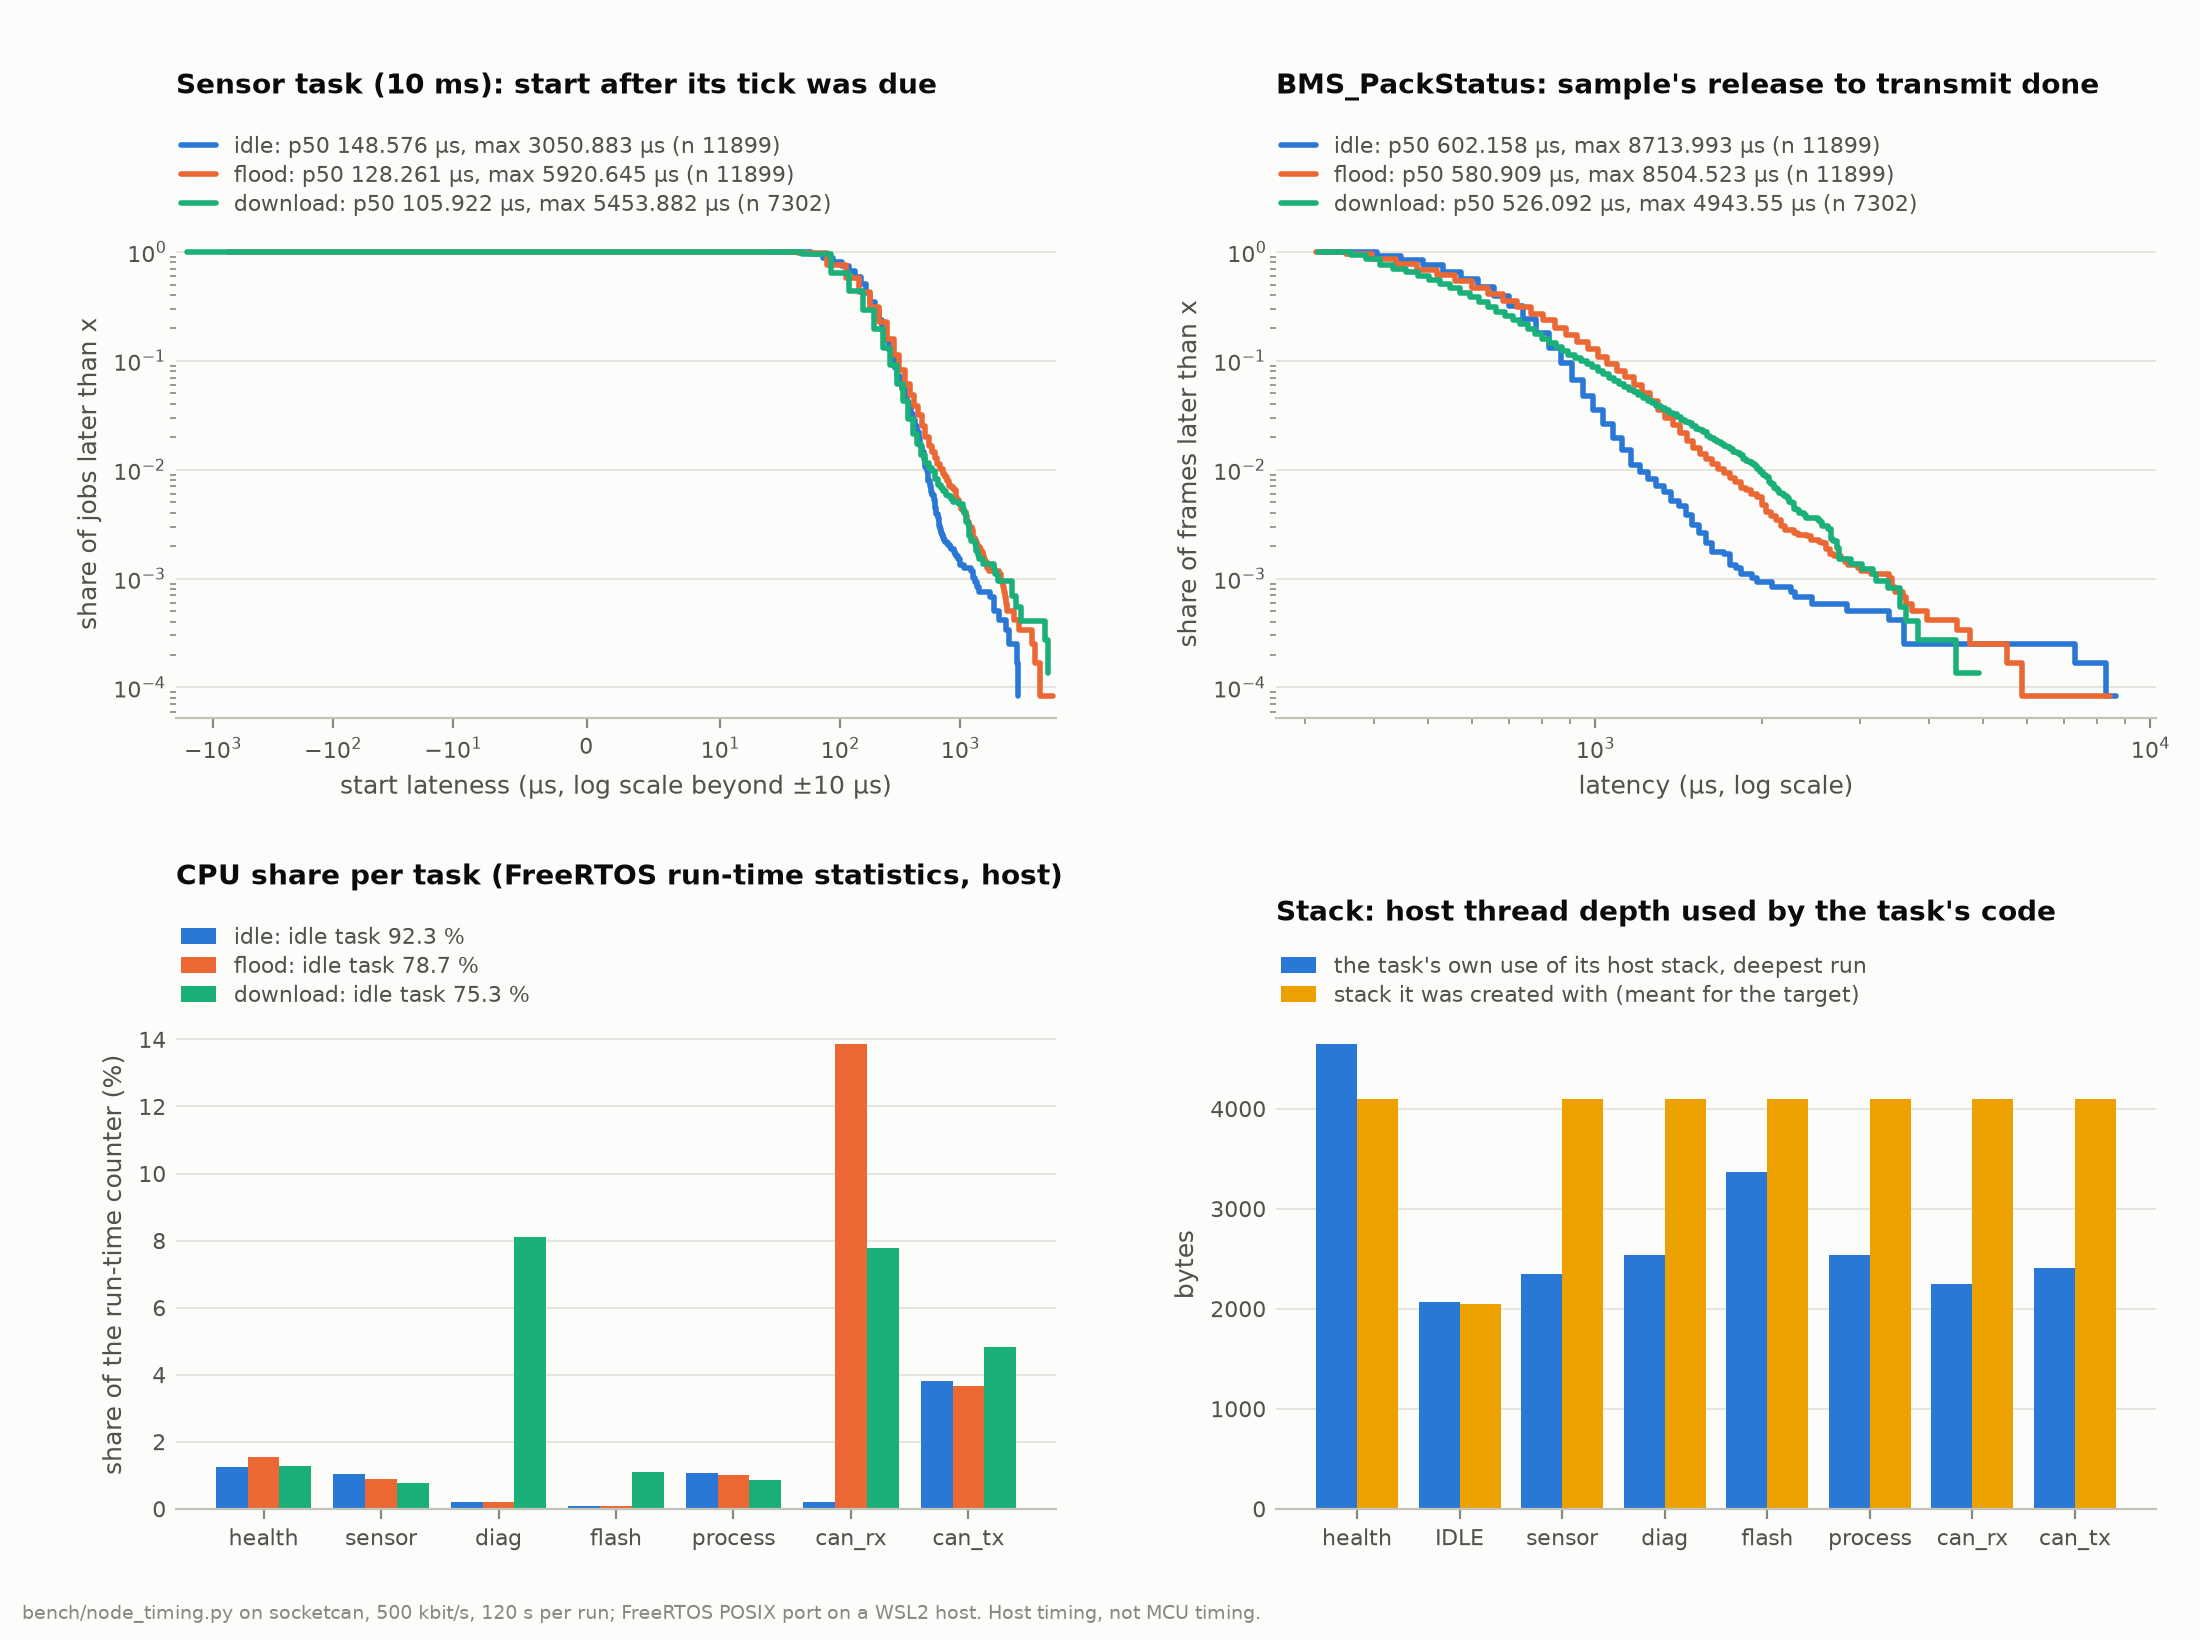 Sensor task (10 ms): start after its tick was due
idle: p50 148.576 µs, max 3050.883 µs (n 11899)
flood: p50 128.261 µs, max 5920.645 µs (n 11899)
download: p50 105.922 µs, max 5453.882 µs (n 7302)
share of jobs later than x
10⁰
10⁻¹
10⁻²
10⁻³
10⁻⁴
−10³ −10² −10¹ 0 10¹ 10² 10³
start lateness (µs, log scale beyond ±10 µs)
BMS_PackStatus: sample's release to transmit done
idle: p50 602.158 µs, max 8713.993 µs (n 11899)
flood: p50 580.909 µs, max 8504.523 µs (n 11899)
download: p50 526.092 µs, max 4943.55 µs (n 7302)
share of frames later than x
10⁰
10⁻¹
10⁻²
10⁻³
10⁻⁴
10³ 10⁴
latency (µs, log scale)
CPU share per task (FreeRTOS run-time statistics, host)
idle: idle task 92.3 %
flood: idle task 78.7 %
download: idle task 75.3 %
share of the run-time counter (%)
14
12
10
8
6
4
2
0
health sensor diag flash process can_rx can_tx
Stack: host thread depth used by the task's code
the task's own use of its host stack, deepest run
stack it was created with (meant for the target)
bytes
4000
3000
2000
1000
0
health IDLE sensor diag flash process can_rx can_tx
bench/node_timing.py on socketcan, 500 kbit/s, 120 s per run; FreeRTOS POSIX port on a WSL2 host. Host timing, not MCU timing.